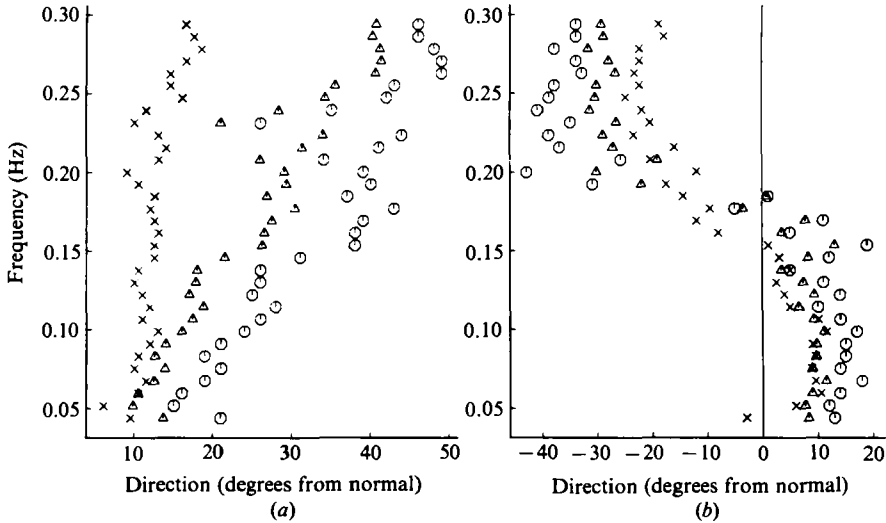 0.30
0.25
0.20
0.15
0.10
0.05
Frequency (Hz)
10 20 30 40 50
Direction (degrees from normal)
(a)
0.30
0.25
0.20
0.15
0.10
0.05
−40 −30 −20 −10 0 10 20
Direction (degrees from normal)
(b)